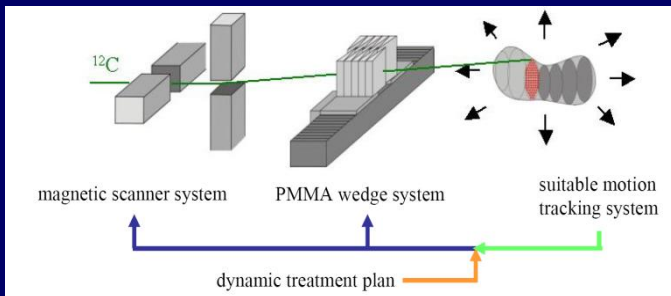 ¹²C
magnetic scanner system
PMMA wedge system
suitable motion
tracking system
dynamic treatment plan